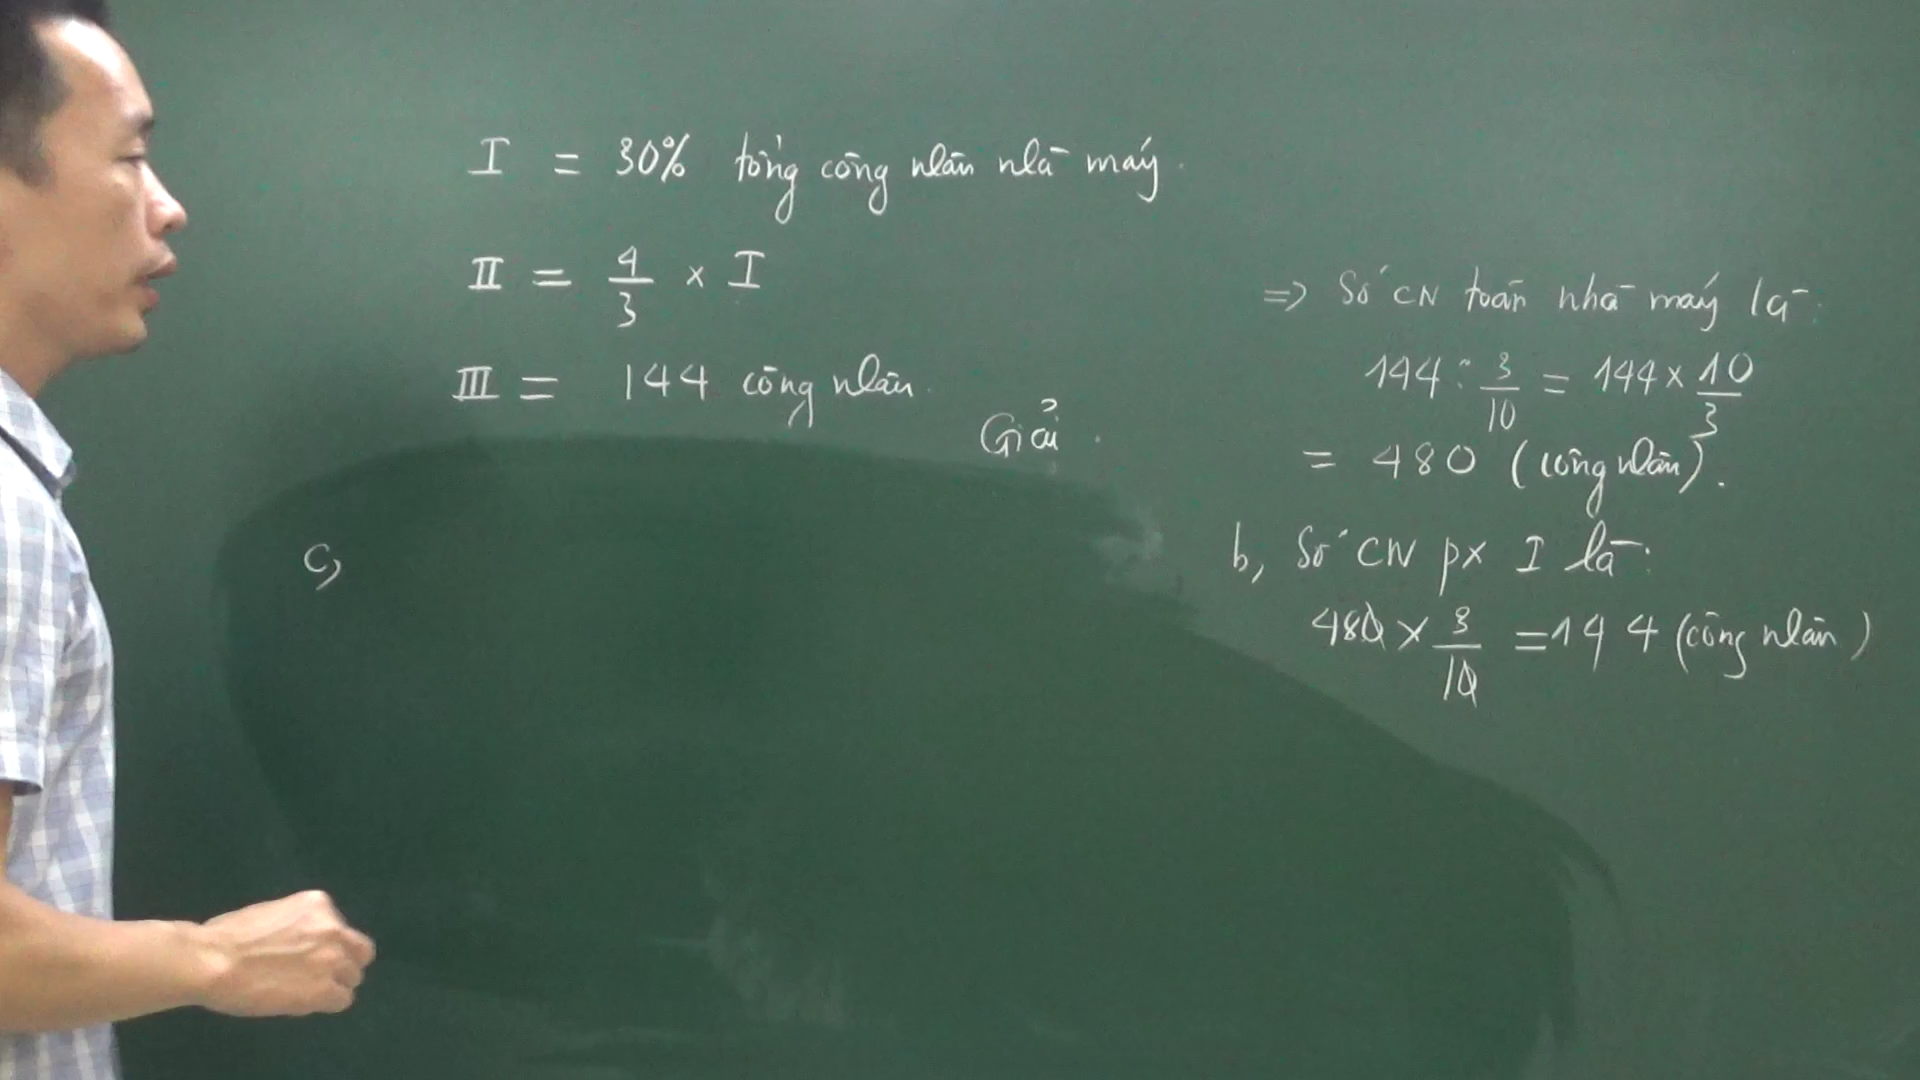 I = 30% tổng công nhân nhà máy.
II = 4/3 × I
III = 144 công nhân.
Giải.
c,
=> Số CN toàn nhà máy là:
144 : 3/10 = 144 × 10/3
= 480 (công nhân).
b, Số CN px I là:
480 × 3/10 = 144 (công nhân)